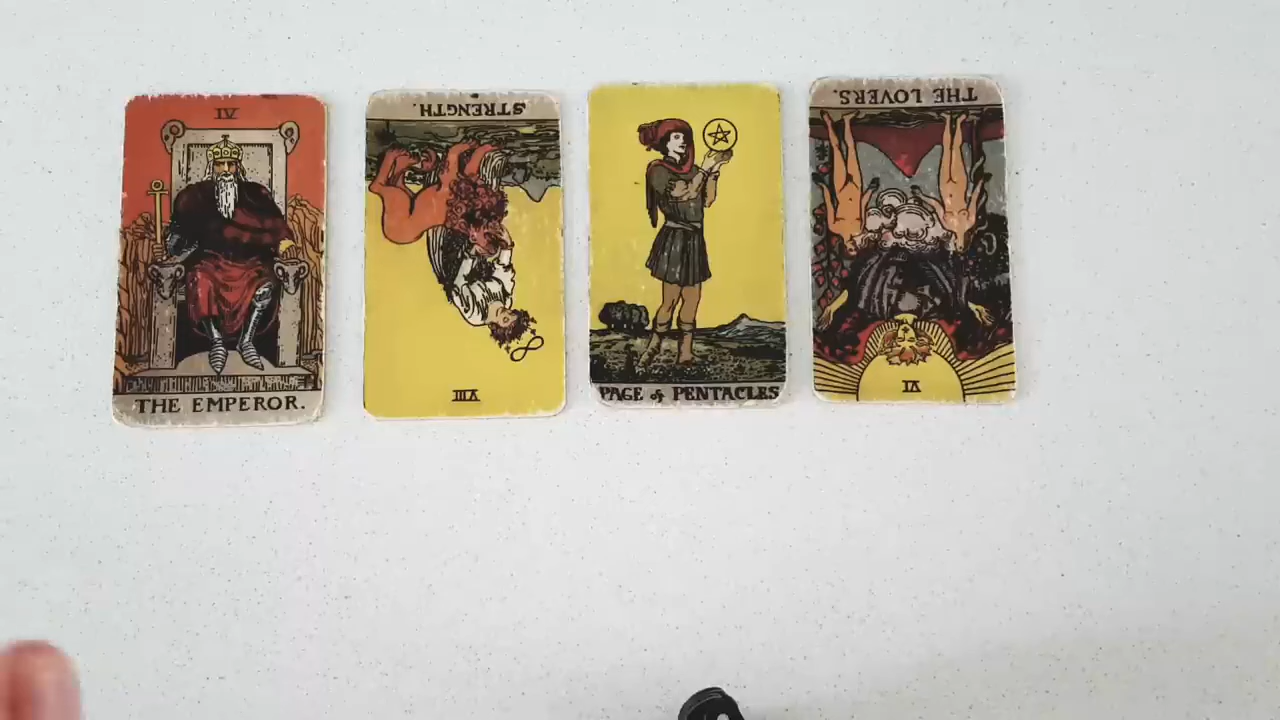 IV
THE EMPEROR.
STRENGTH.
VIII
PAGE of PENTACLES
THE LOVERS.
VI